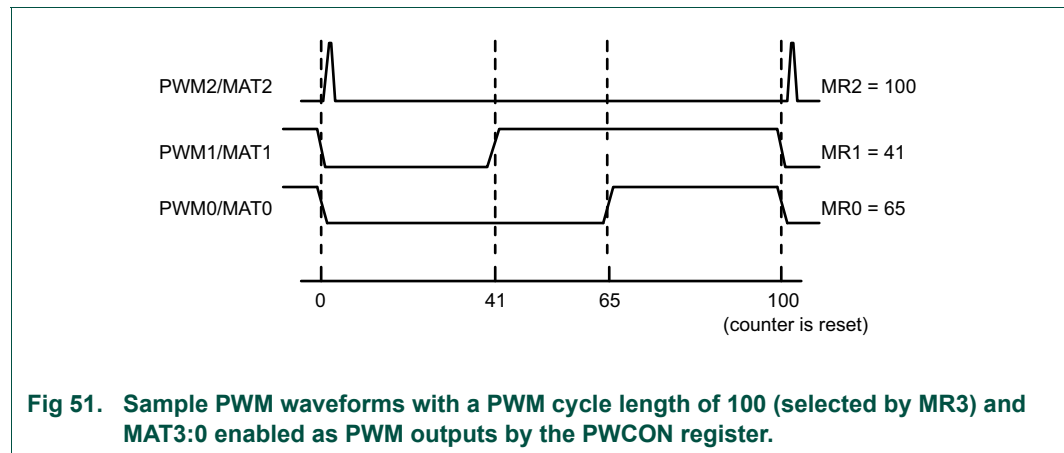 PWM2/MAT2 MR2 = 100
PWM1/MAT1 MR1 = 41
PWM0/MAT0 MR0 = 65
0 41 65 100
(counter is reset)
Fig 51. Sample PWM waveforms with a PWM cycle length of 100 (selected by MR3) and
MAT3:0 enabled as PWM outputs by the PWCON register.